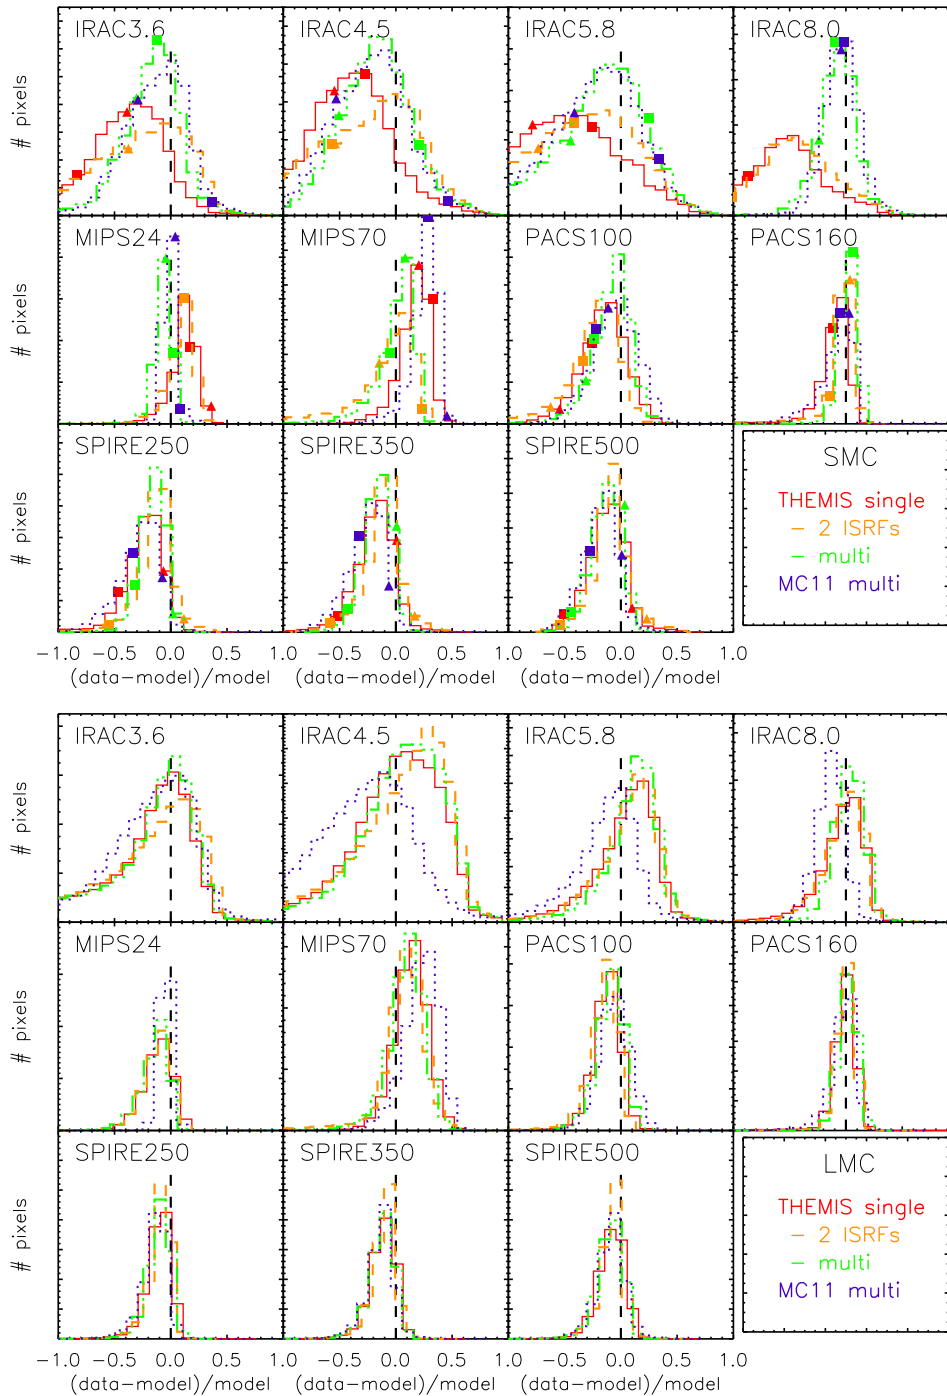 IRAC3.6 IRAC4.5 IRAC5.8 IRAC8.0
# pixels
MIPS24 MIPS70 PACS100 PACS160
# pixels
SPIRE250 SPIRE350 SPIRE500 SMC
# pixels
THEMIS single
– 2 ISRFs
– multi
MC11 multi
−1.0 −0.5 0.0 0.5 1.0 −0.5 0.0 0.5 1.0 −0.5 0.0 0.5 1.0
(data−model)/model (data−model)/model (data−model)/model
IRAC3.6 IRAC4.5 IRAC5.8 IRAC8.0
# pixels
MIPS24 MIPS70 PACS100 PACS160
# pixels
SPIRE250 SPIRE350 SPIRE500 LMC
# pixels
THEMIS single
– 2 ISRFs
– multi
MC11 multi
−1.0 −0.5 0.0 0.5 1.0 −0.5 0.0 0.5 1.0 −0.5 0.0 0.5 1.0
(data−model)/model (data−model)/model (data−model)/model